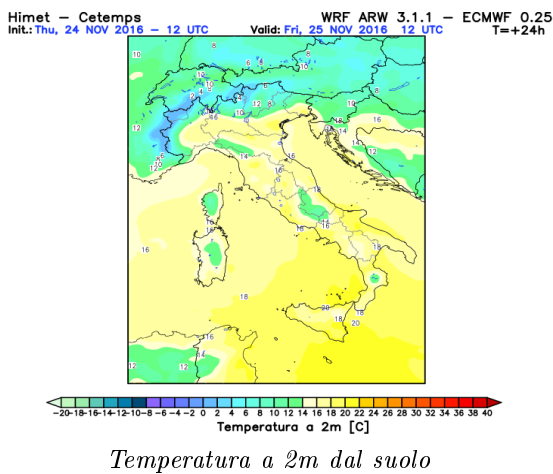 Himet – Cetemps WRF ARW 3.1.1 – ECMWF 0.25
Init.: Thu, 24 NOV 2016 – 12 UTC Valid: Fri, 25 NOV 2016 12 UTC T=+24h
-20 -18 -16 -14 -12 -10 -8 -6 -4 -2 0 2 4 6 8 10 12 14 16 18 20 22 24 26 28 30 32 34 36 38 40
Temperatura a 2m [C]
Temperatura a 2m dal suolo